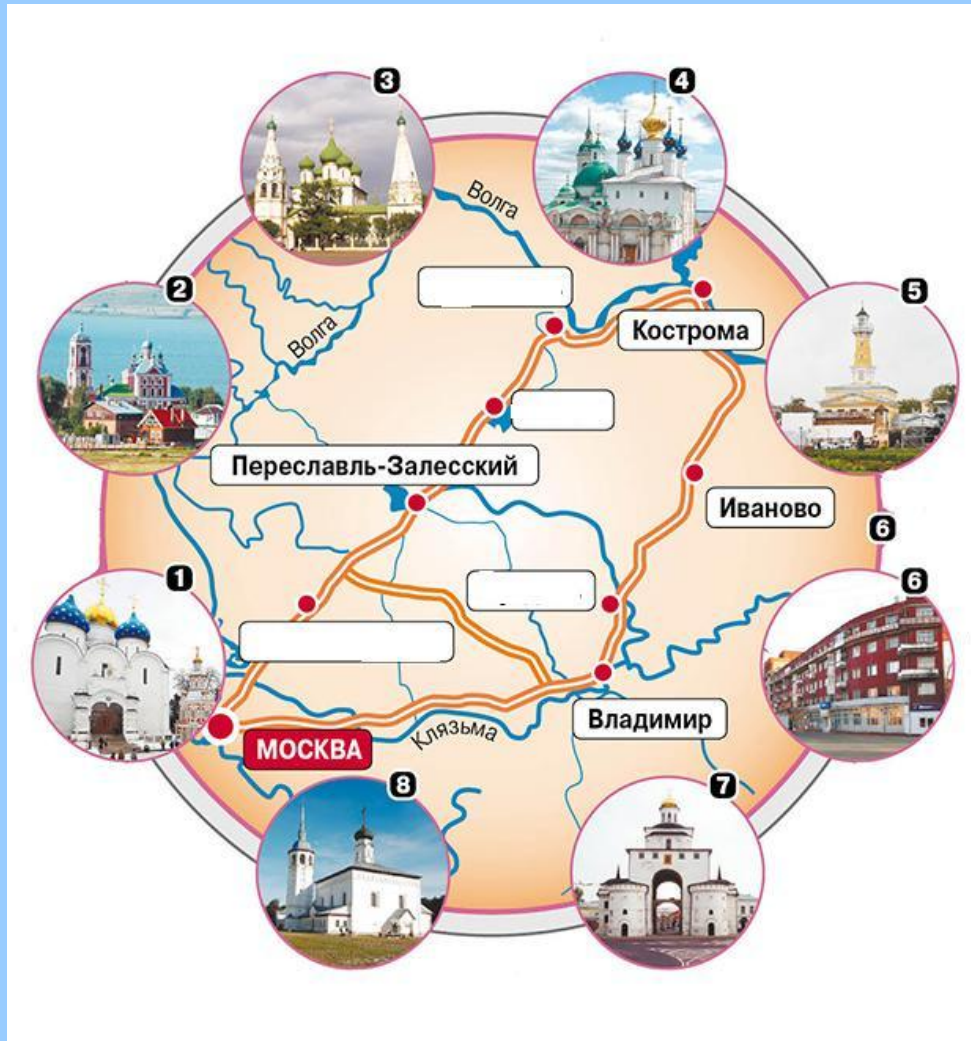 3
4
Волга
2
Волга
Кострома
5
Переславль-Залесский
Иваново
6
1
6
Владимир
Клязьма
МОСКВА
8
7